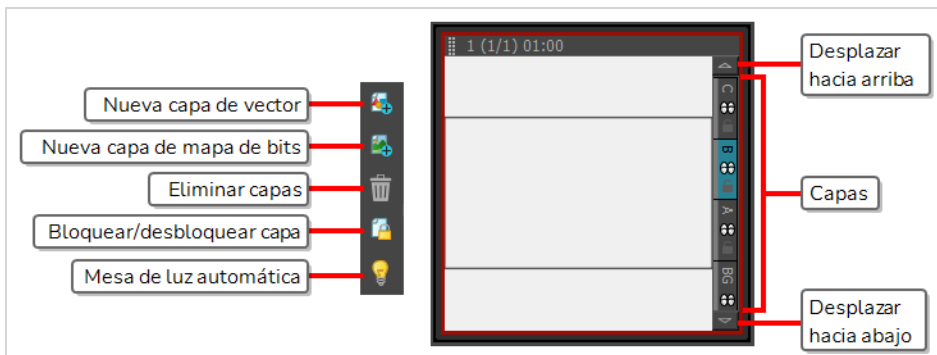 1 (1/1) 01:00
Desplazar
hacia arriba
Nueva capa de vector
Nueva capa de mapa de bits
Eliminar capas
Bloquear/desbloquear capa
Mesa de luz automática
C
B
A
BG
Capas
Desplazar
hacia abajo